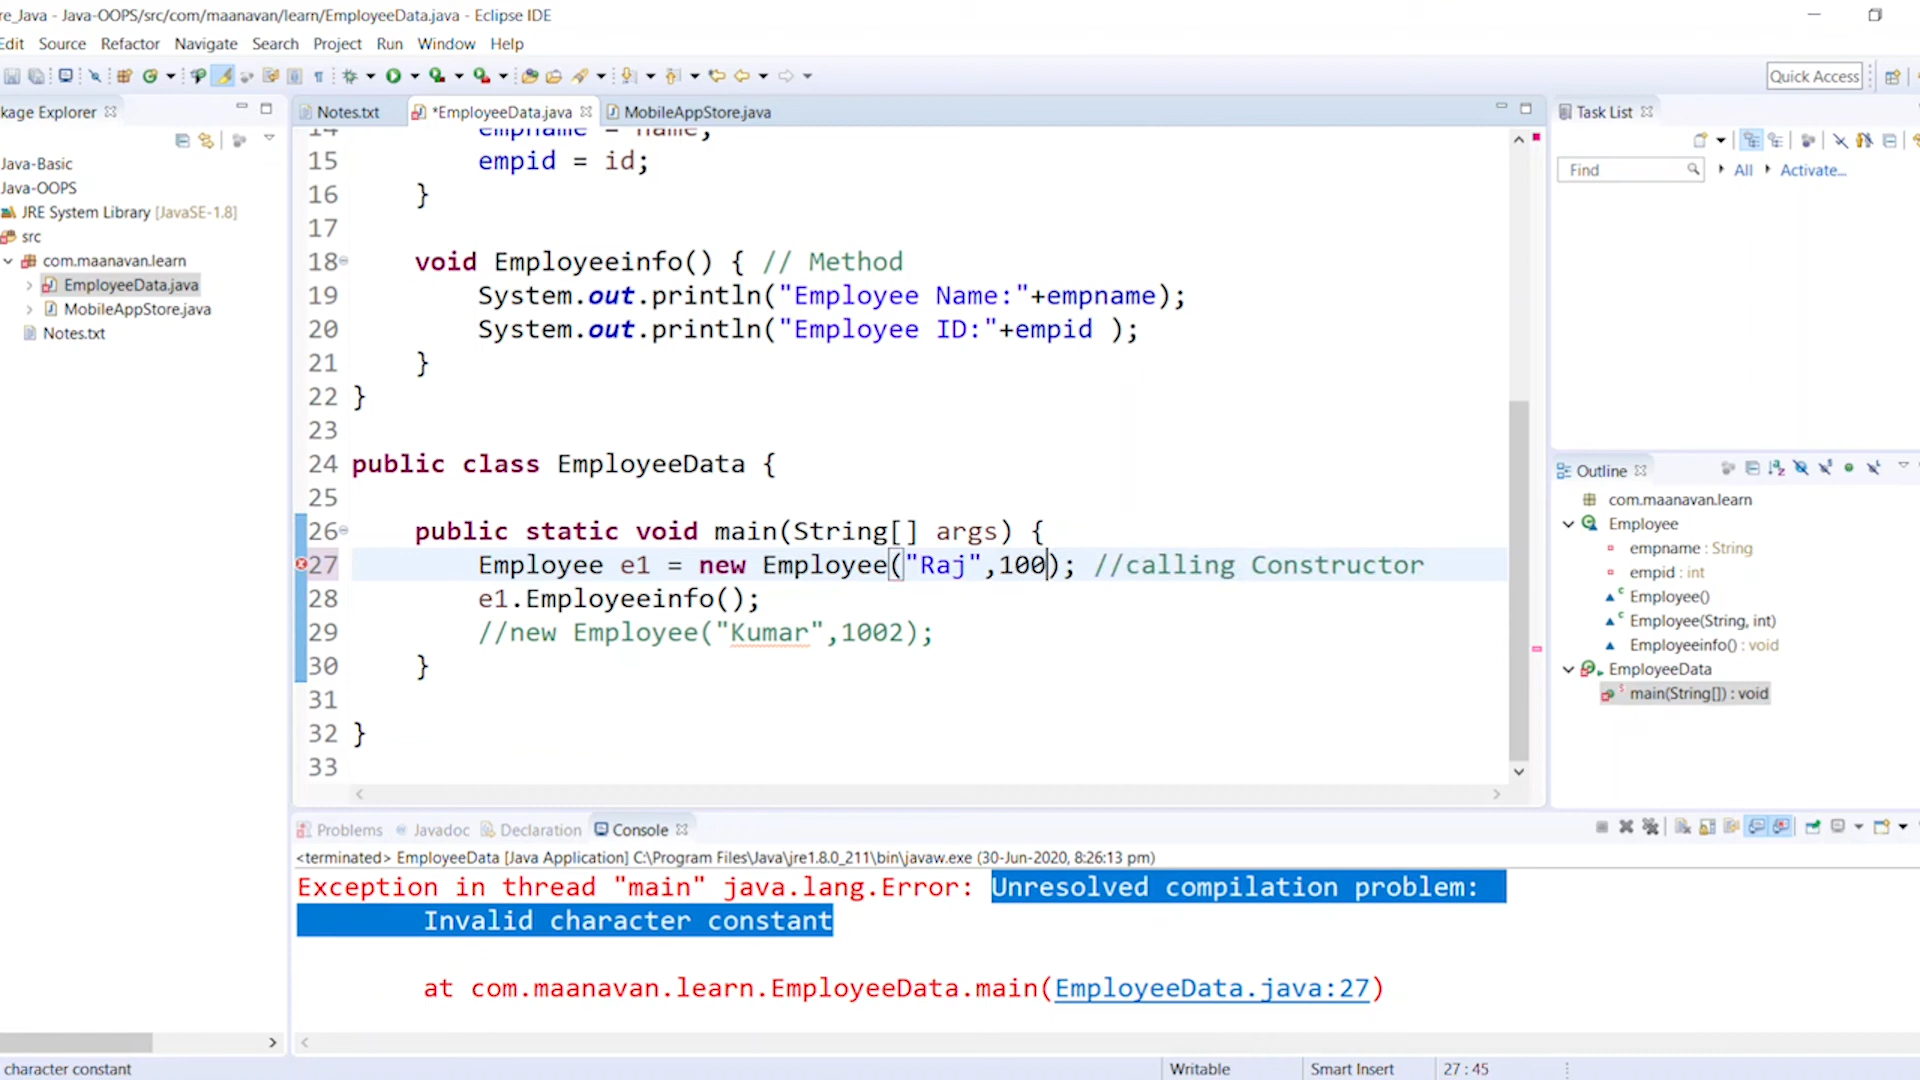 re_Java - Java-OOPS/src/com/maanavan/learn/EmployeeData.java - Eclipse IDE
Edit Source Refactor Navigate Search Project Run Window Help
Quick Access
kage Explorer
Java-Basic
Java-OOPS
JRE System Library [JavaSE-1.8]
src
com.maanavan.learn
EmployeeData.java
MobileAppStore.java
Notes.txt
Notes.txt *EmployeeData.java MobileAppStore.java
14 empname = name;
15 empid = id;
16 }
17
18 void Employeeinfo() { // Method
19 System.out.println("Employee Name:"+empname);
20 System.out.println("Employee ID:"+empid );
21 }
22 }
23
24 public class EmployeeData {
25
26 public static void main(String[] args) {
27 Employee e1 = new Employee("Raj",100); //calling Constructor
28 e1.Employeeinfo();
29 //new Employee("Kumar",1002);
30 }
31
32 }
33
Task List
Find All Activate...
Outline
com.maanavan.learn
Employee
empname : String
empid : int
Employee()
Employee(String, int)
Employeeinfo() : void
EmployeeData
main(String[]) : void
Problems Javadoc Declaration Console
<terminated> EmployeeData [Java Application] C:\Program Files\Java\jre1.8.0_211\bin\javaw.exe (30-Jun-2020, 8:26:13 pm)
Exception in thread "main" java.lang.Error: Unresolved compilation problem:
Invalid character constant
at com.maanavan.learn.EmployeeData.main(EmployeeData.java:27)
character constant
Writable Smart Insert 27 : 45